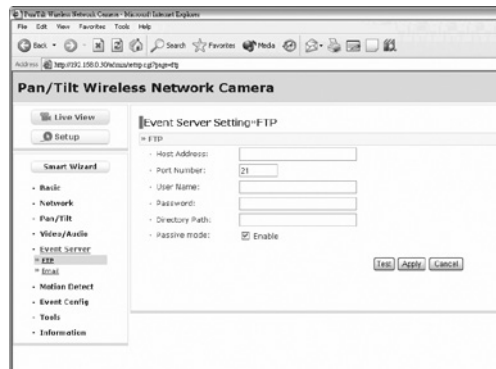 Pan/Tilt Wireless Network Camera - Microsoft Internet Explorer
File Edit View Favorites Tools Help
Back Search Favorites Media
Address
Pan/Tilt Wireless Network Camera
Live View
Setup
Smart Wizard
• Basic
• Network
• Pan/Tilt
• Video/Audio
• Event Server
» FTP
» Email
• Motion Detect
• Event Config
• Tools
• Information
Event Server Setting»FTP
» FTP
• Host Address:
• Port Number: 21
• User Name:
• Password:
• Directory Path:
• Passive mode: Enable
Test Apply Cancel